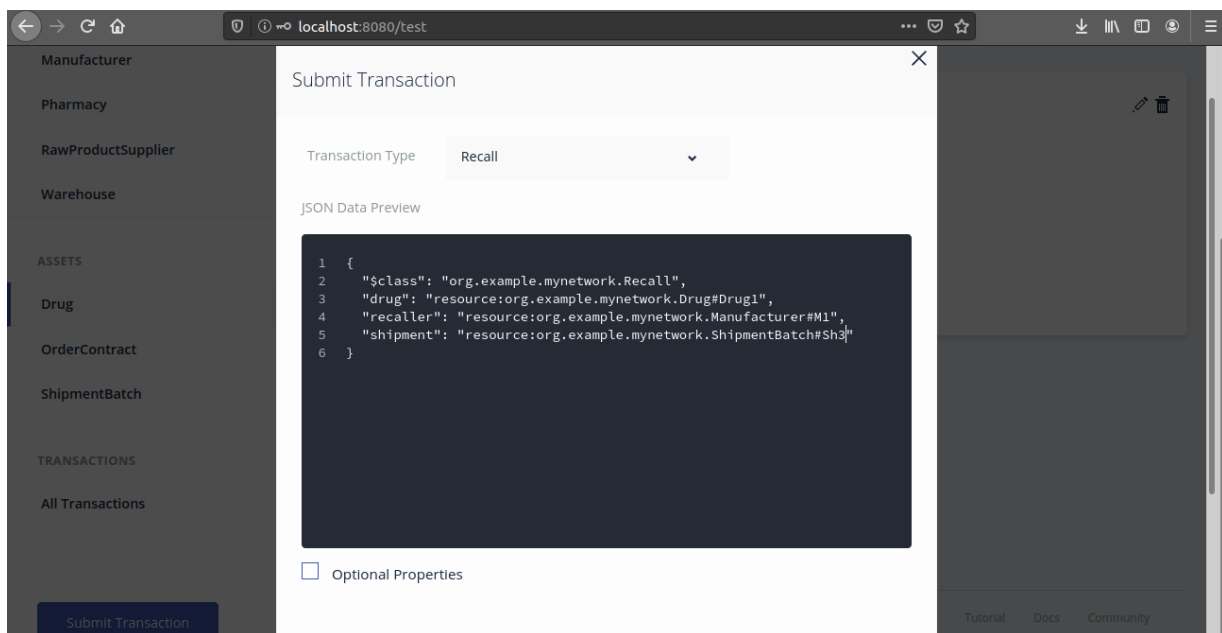 localhost:8080/test
Manufacturer
Pharmacy
RawProductSupplier
Warehouse
ASSETS
Drug
OrderContract
ShipmentBatch
TRANSACTIONS
All Transactions
Submit Transaction
Submit Transaction
Transaction Type
Recall
JSON Data Preview
1 {
2 "$class": "org.example.mynetwork.Recall",
3 "drug": "resource:org.example.mynetwork.Drug#Drug1",
4 "recaller": "resource:org.example.mynetwork.Manufacturer#M1",
5 "shipment": "resource:org.example.mynetwork.ShipmentBatch#Sh3"
6 }
Optional Properties
Tutorial Docs Community